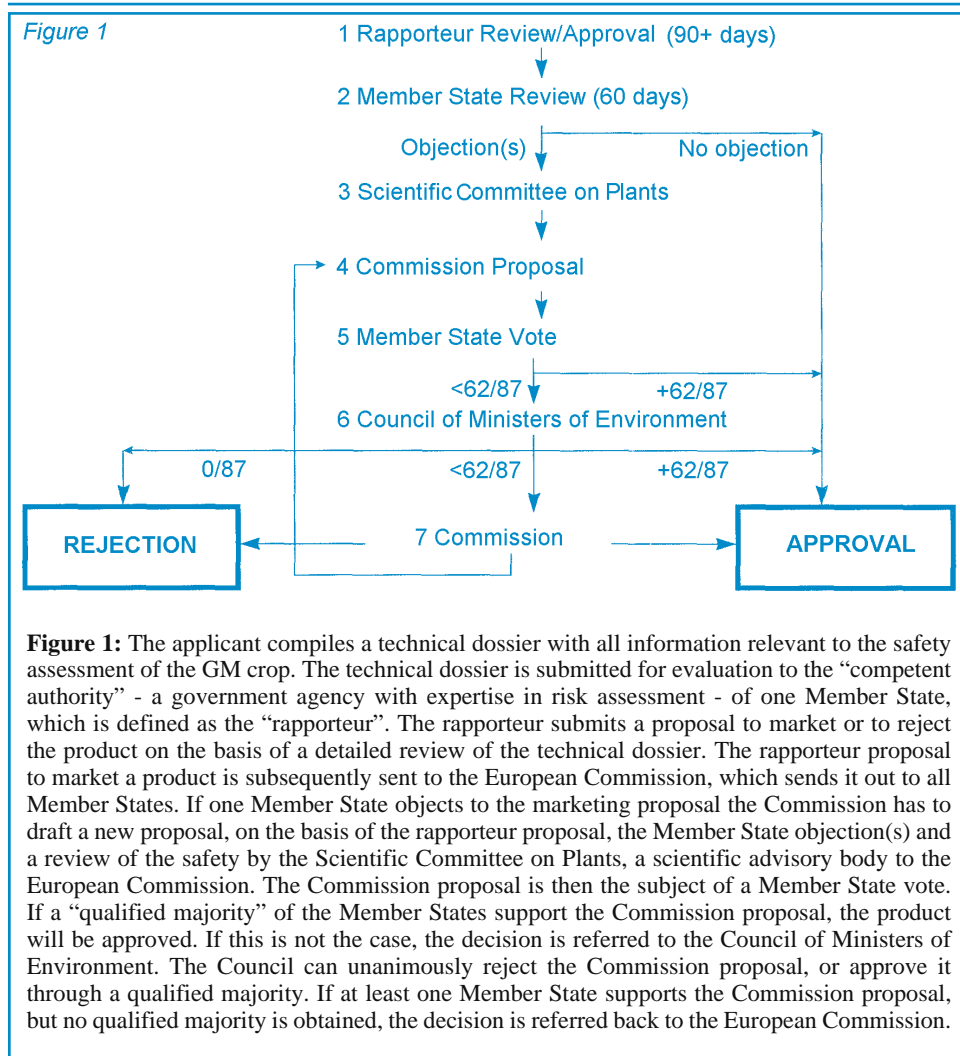 Figure 1
1 Rapporteur Review/Approval (90+ days)
2 Member State Review (60 days)
Objection(s)
No objection
3 Scientific Committee on Plants
4 Commission Proposal
5 Member State Vote
<62/87
+62/87
6 Council of Ministers of Environment
0/87
<62/87
+62/87
REJECTION
7 Commission
APPROVAL
Figure 1: The applicant compiles a technical dossier with all information relevant to the safety
assessment of the GM crop. The technical dossier is submitted for evaluation to the “competent
authority” - a government agency with expertise in risk assessment - of one Member State,
which is defined as the “rapporteur”. The rapporteur submits a proposal to market or to reject
the product on the basis of a detailed review of the technical dossier. The rapporteur proposal
to market a product is subsequently sent to the European Commission, which sends it out to all
Member States. If one Member State objects to the marketing proposal the Commission has to
draft a new proposal, on the basis of the rapporteur proposal, the Member State objection(s) and
a review of the safety by the Scientific Committee on Plants, a scientific advisory body to the
European Commission. The Commission proposal is then the subject of a Member State vote.
If a “qualified majority” of the Member States support the Commission proposal, the product
will be approved. If this is not the case, the decision is referred to the Council of Ministers of
Environment. The Council can unanimously reject the Commission proposal, or approve it
through a qualified majority. If at least one Member State supports the Commission proposal,
but no qualified majority is obtained, the decision is referred back to the European Commission.